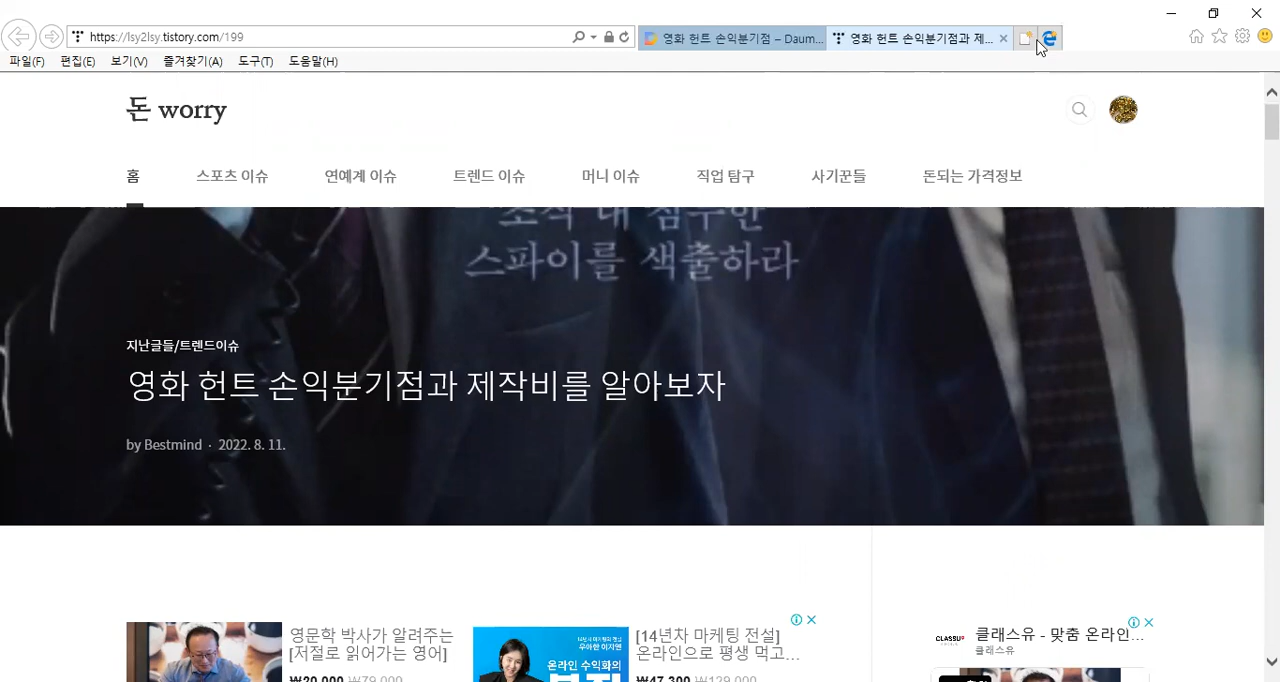 https://lsy2lsy.tistory.com/199
영화 헌트 손익분기점 – Daum...
영화 헌트 손익분기점과 제...
파일(F) 편집(E) 보기(V) 즐겨찾기(A) 도구(T) 도움말(H)
돈 worry
홈 스포츠 이슈 연예계 이슈 트렌드 이슈 머니 이슈 직업 탐구 사기꾼들 돈되는 가격정보
조직 내 침투한
스파이를 색출하라
지난글들/트렌드이슈
영화 헌트 손익분기점과 제작비를 알아보자
by Bestmind · 2022. 8. 11.
영문학 박사가 알려주는
[저절로 읽어가는 영어]
₩20,000 ₩79,000
온라인 수익화의
[14년차 마케팅 전설]
온라인으로 평생 먹고...
₩47,300 ₩129,000
CLASSU
클래스유 - 맞춤 온라인...
클래스유